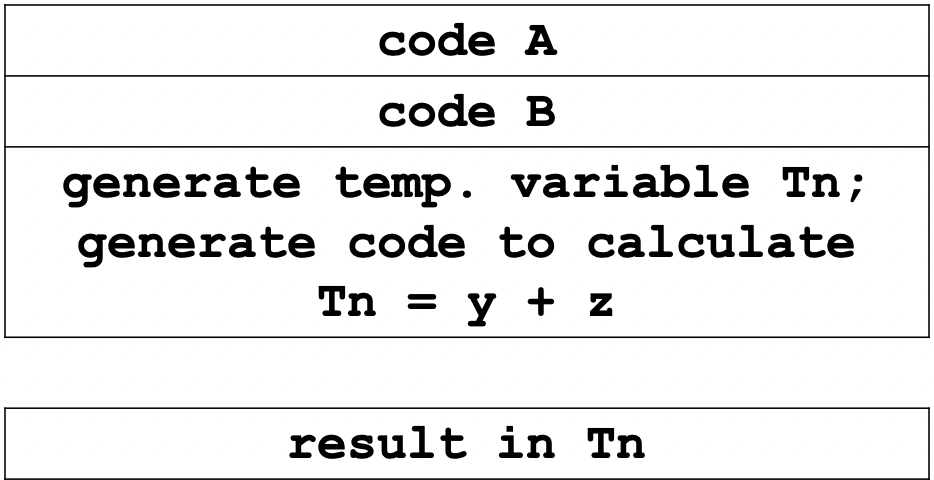 code A
code B
generate temp. variable Tn;
generate code to calculate
Tn = y + z
result in Tn